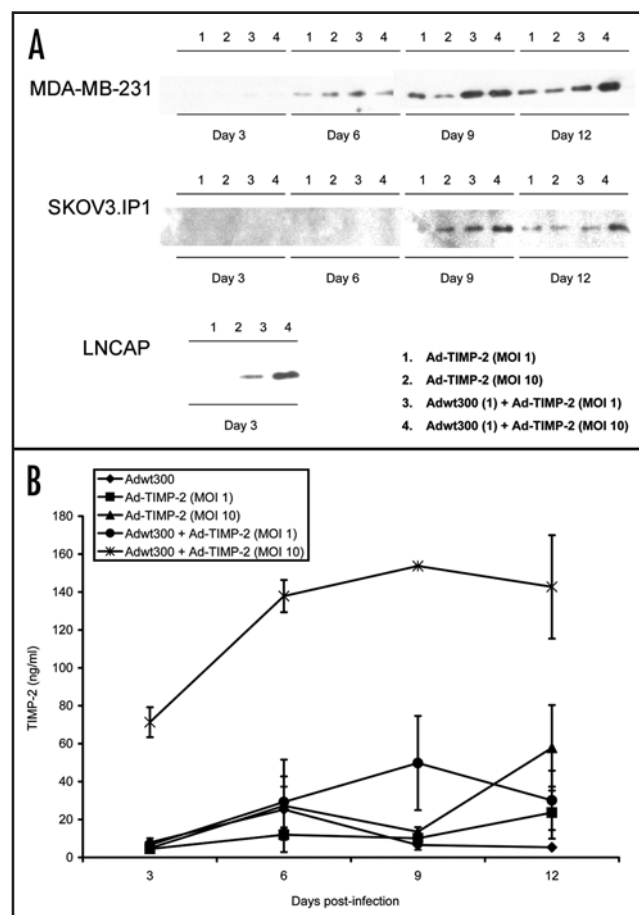 A
1 2 3 4 1 2 3 4 1 2 3 4 1 2 3 4
MDA-MB-231
Day 3 Day 6 Day 9 Day 12
1 2 3 4 1 2 3 4 1 2 3 4 1 2 3 4
SKOV3.IP1
Day 3 Day 6 Day 9 Day 12
1 2 3 4
LNCAP
Day 3
1. Ad-TIMP-2 (MOI 1)
2. Ad-TIMP-2 (MOI 10)
3. Adwt300 (1) + Ad-TIMP-2 (MOI 1)
4. Adwt300 (1) + Ad-TIMP-2 (MOI 10)
B
Adwt300
Ad-TIMP-2 (MOI 1)
Ad-TIMP-2 (MOI 10)
Adwt300 + Ad-TIMP-2 (MOI 1)
Adwt300 + Ad-TIMP-2 (MOI 10)
180
160
140
120
100
80
60
40
20
0
TIMP-2 (ng/ml)
3 6 9 12
Days post-infection